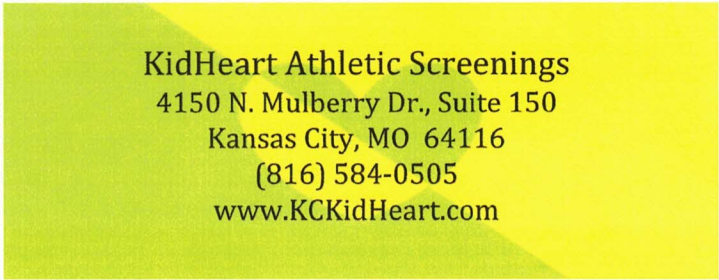 KidHeart Athletic Screenings
4150 N. Mulberry Dr., Suite 150
Kansas City, MO  64116
(816) 584-0505
www.KCKidHeart.com